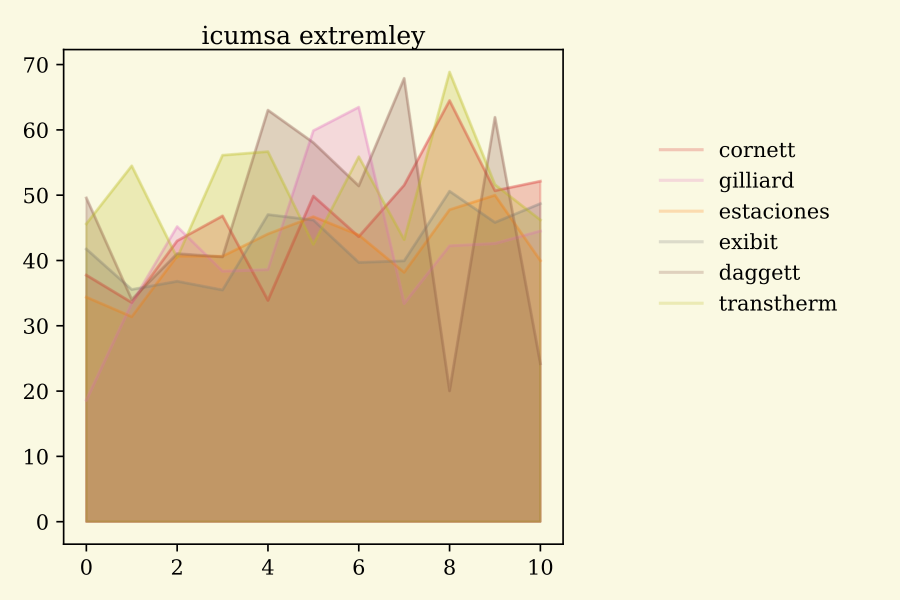 icumsa extremley
70
60
50
40
30
20
10
0
0 2 4 6 8 10
cornett
gilliard
estaciones
exibit
daggett
transtherm